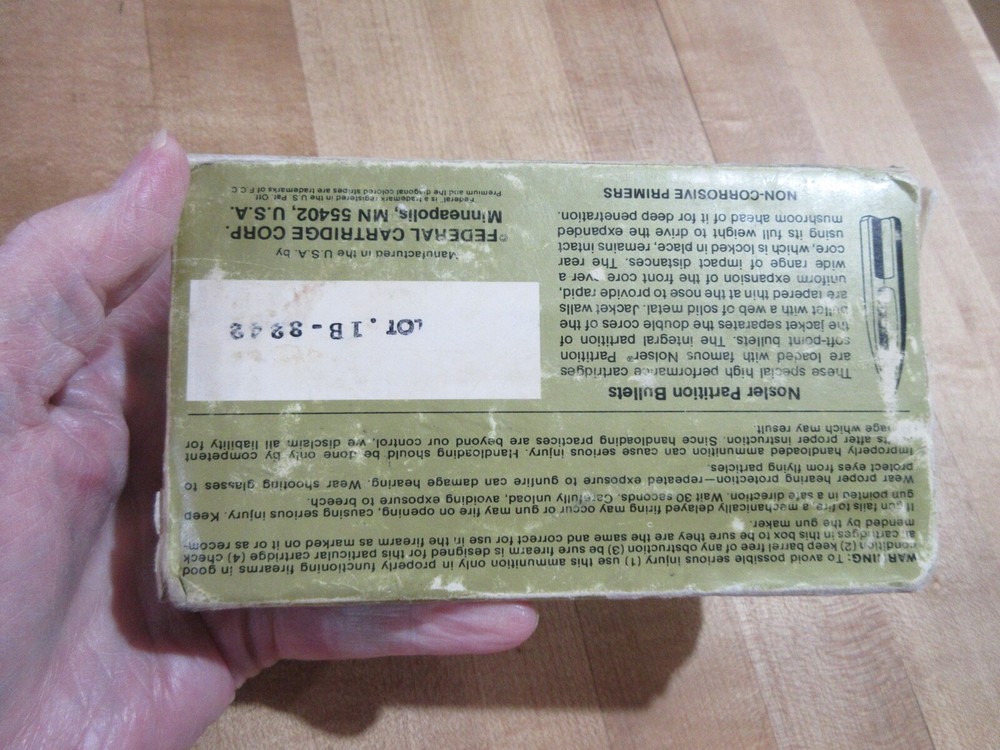 WARNING: To avoid possible serious injury (1) use this ammunition only in properly functioning firearms in good
condition (2) keep barrel free of any obstruction (3) be sure firearm is designed for this particular cartridge (4) check
all cartridges in this box to be sure they are the same and correct for use in the firearm as marked on it or as recom-
mended by the gun maker.
If gun fails to fire, a mechanically delayed firing may occur or gun may fire on opening, causing serious injury. Keep
gun pointed in a safe direction. Wait 30 seconds. Carefully unload, avoiding exposure to breech.
Wear proper hearing protection—repeated exposure to gunfire can damage hearing. Wear shooting glasses to
protect eyes from flying particles.
Improperly handloaded ammunition can cause serious injury. Handloading should be done only by competent
after proper instruction. Since handloading practices are beyond our control, we disclaim all liability for
which may result.
Nosler Partition Bullets
These special high performance cartridges
are loaded with famous Nolser® Partition
soft-point bullets. The integral partition of
the jacket separates the double cores of the
bullet with a web of solid metal. Jacket walls
are tapered thin at the nose to provide rapid,
uniform expansion of the front core over a
wide range of impact distances. The rear
core, which is locked in place, remains intact
using its full weight to drive the expanded
mushroom ahead of it for deep penetration.
NON-CORROSIVE PRIMERS
LOT. 1B-3242
Manufactured in the U.S.A. by
®FEDERAL CARTRIDGE CORP.
Minneapolis, MN 55402, U.S.A.
Federal is a trademark registered in the U.S. Pat. Off.
Premium and the diagonal colored stripes are trademarks of F.C.C.